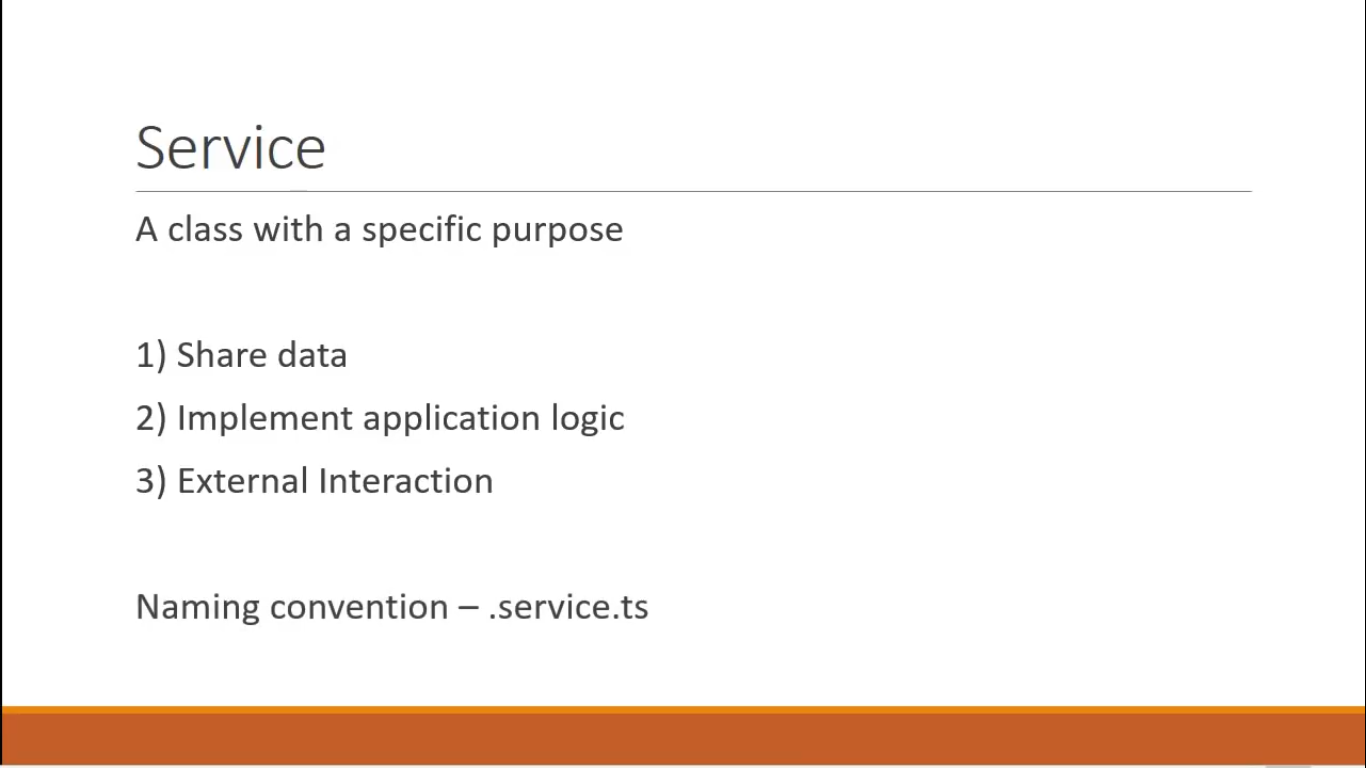 Service
A class with a specific purpose
1) Share data
2) Implement application logic
3) External Interaction
Naming convention – .service.ts